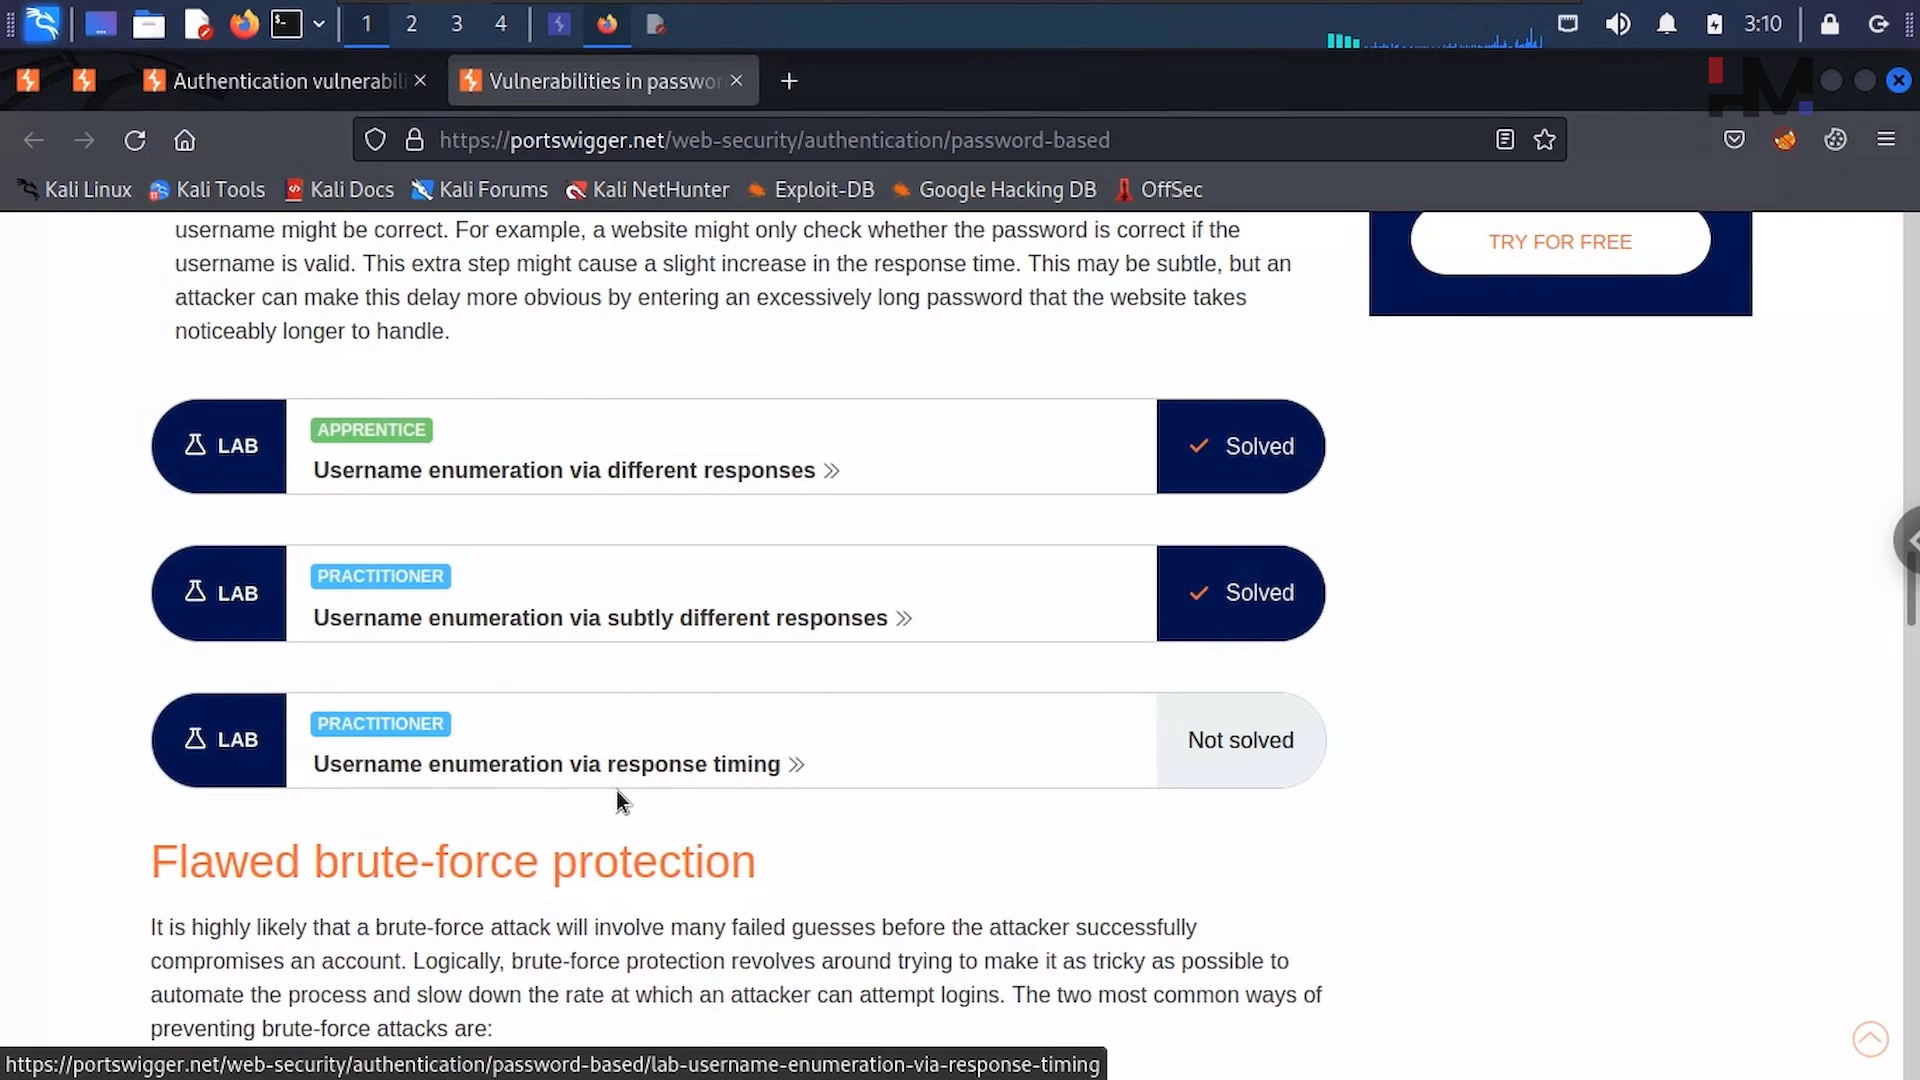 1 2 3 4 3:10
Authentication vulnerabili
Vulnerabilities in passwor
HM
https://portswigger.net/web-security/authentication/password-based
Kali Linux Kali Tools Kali Docs Kali Forums Kali NetHunter Exploit-DB Google Hacking DB OffSec
username might be correct. For example, a website might only check whether the password is correct if the
username is valid. This extra step might cause a slight increase in the response time. This may be subtle, but an
attacker can make this delay more obvious by entering an excessively long password that the website takes
noticeably longer to handle.
TRY FOR FREE
LAB
APPRENTICE
Username enumeration via different responses
Solved
LAB
PRACTITIONER
Username enumeration via subtly different responses
Solved
LAB
PRACTITIONER
Username enumeration via response timing
Not solved
Flawed brute-force protection
It is highly likely that a brute-force attack will involve many failed guesses before the attacker successfully
compromises an account. Logically, brute-force protection revolves around trying to make it as tricky as possible to
automate the process and slow down the rate at which an attacker can attempt logins. The two most common ways of
preventing brute-force attacks are:
https://portswigger.net/web-security/authentication/password-based/lab-username-enumeration-via-response-timing